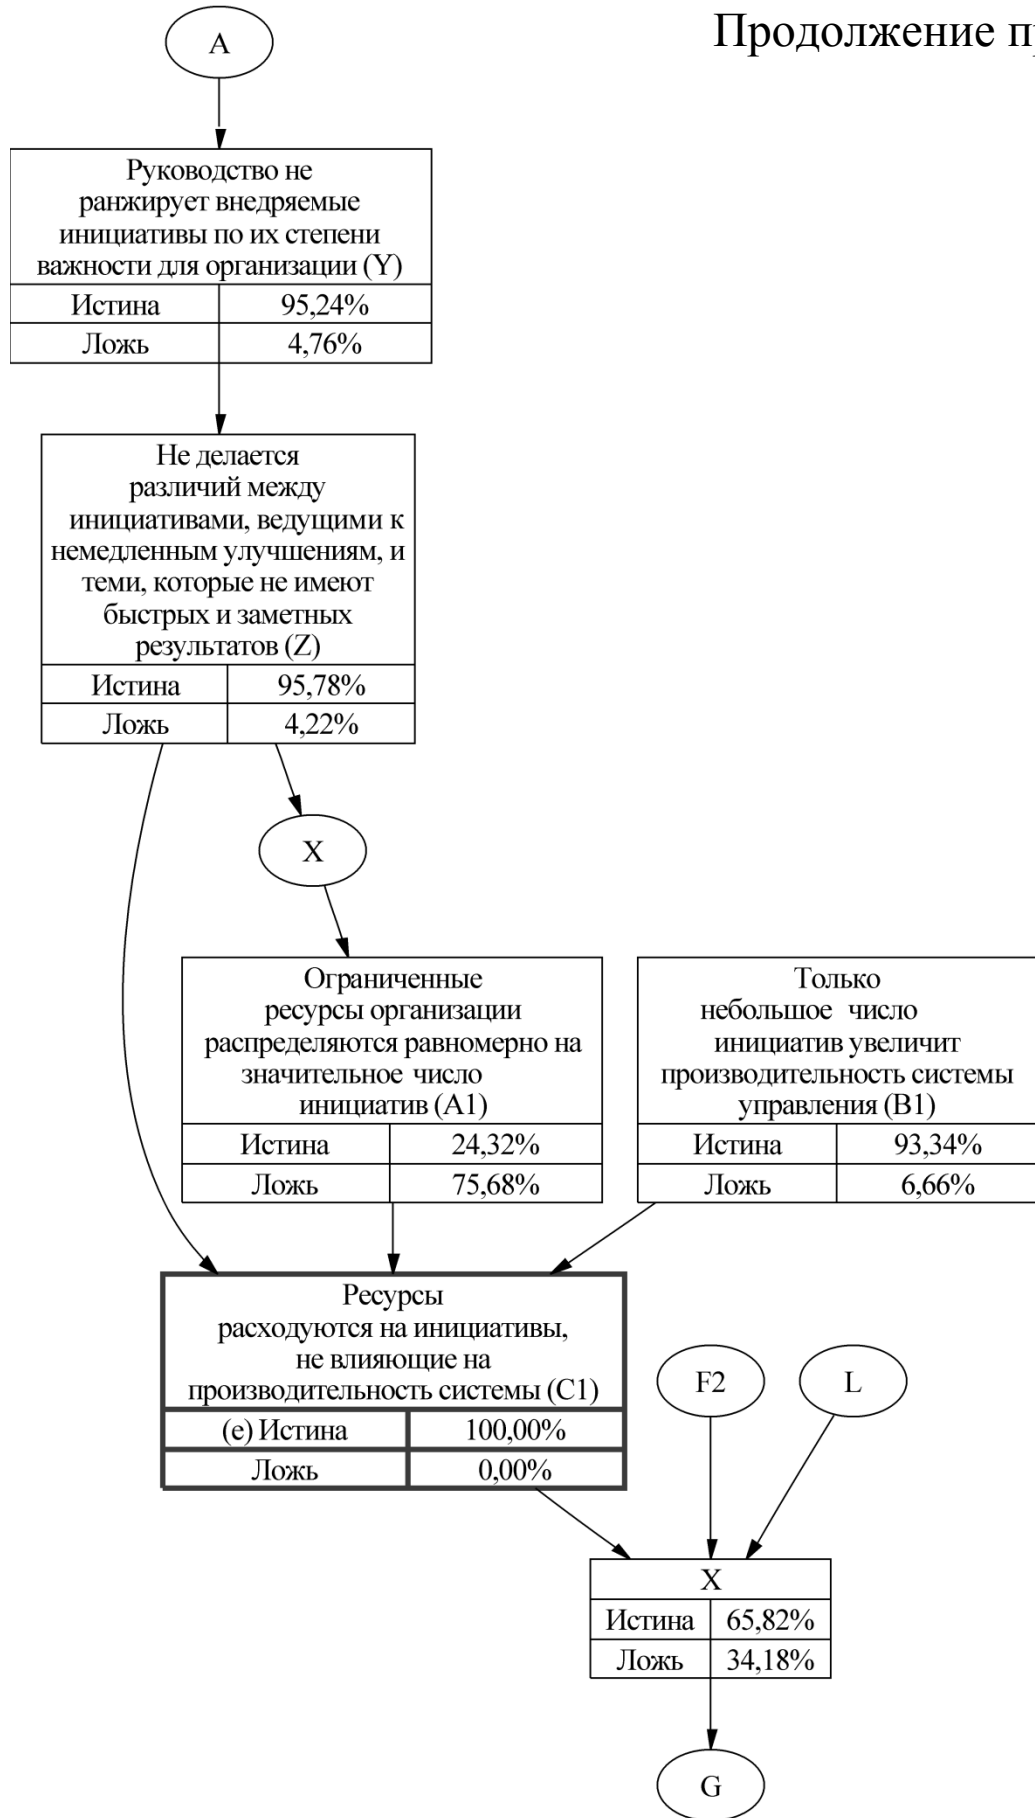 Продолжение п
A
Руководство не
ранжирует внедряемые
инициативы по их степени
важности для организации (Y)
Истина 95,24%
Ложь 4,76%
Не делается
различий между
инициативами, ведущими к
немедленным улучшениям, и
теми, которые не имеют
быстрых и заметных
результатов (Z)
Истина 95,78%
Ложь 4,22%
X
Ограниченные
ресурсы организации
распределяются равномерно на
значительное число
инициатив (A1)
Истина 24,32%
Ложь 75,68%
Только
небольшое число
инициатив увеличит
производительность системы
управления (B1)
Истина 93,34%
Ложь 6,66%
Ресурсы
расходуются на инициативы,
не влияющие на
производительность системы (C1)
(e) Истина 100,00%
Ложь 0,00%
F2
L
X
Истина 65,82%
Ложь 34,18%
G